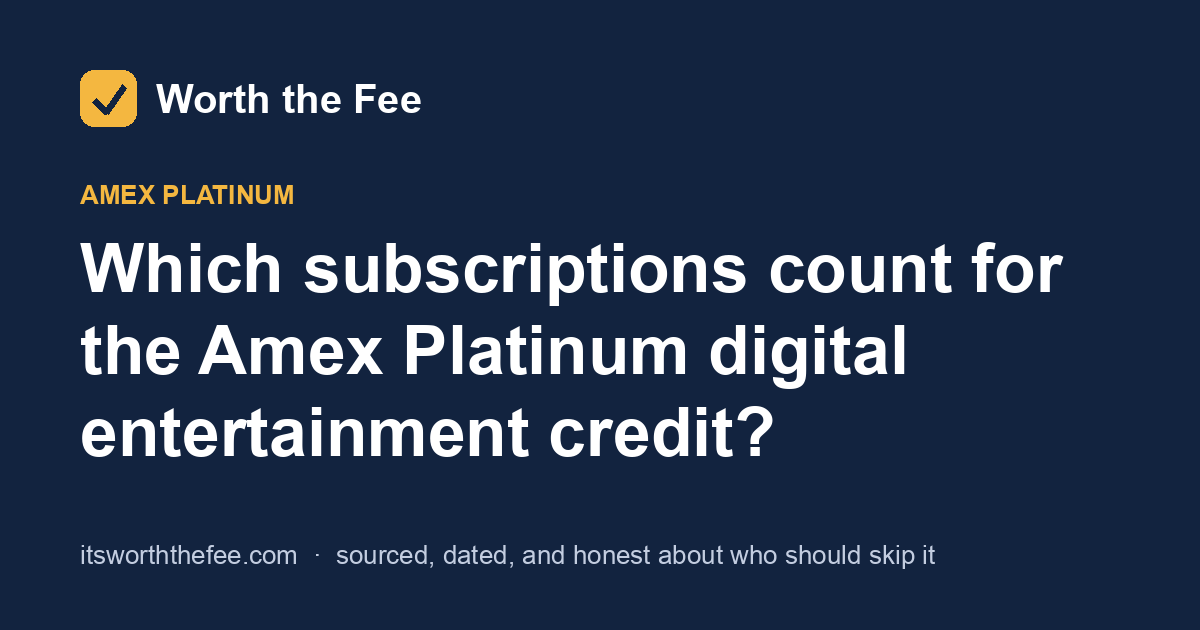 Worth the Fee
AMEX PLATINUM
Which subscriptions count for
the Amex Platinum digital
entertainment credit?
itsworththefee.com · sourced, dated, and honest about who should skip it